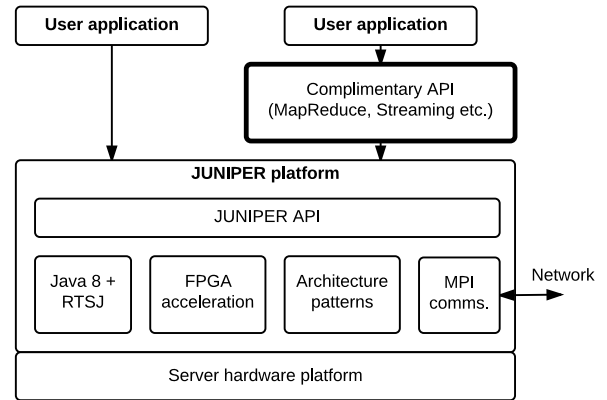 User application
User application
Complimentary API
(MapReduce, Streaming etc.)
JUNIPER platform
JUNIPER API
Java 8 +
RTSJ
FPGA
acceleration
Architecture
patterns
MPI
comms.
Network
Server hardware platform